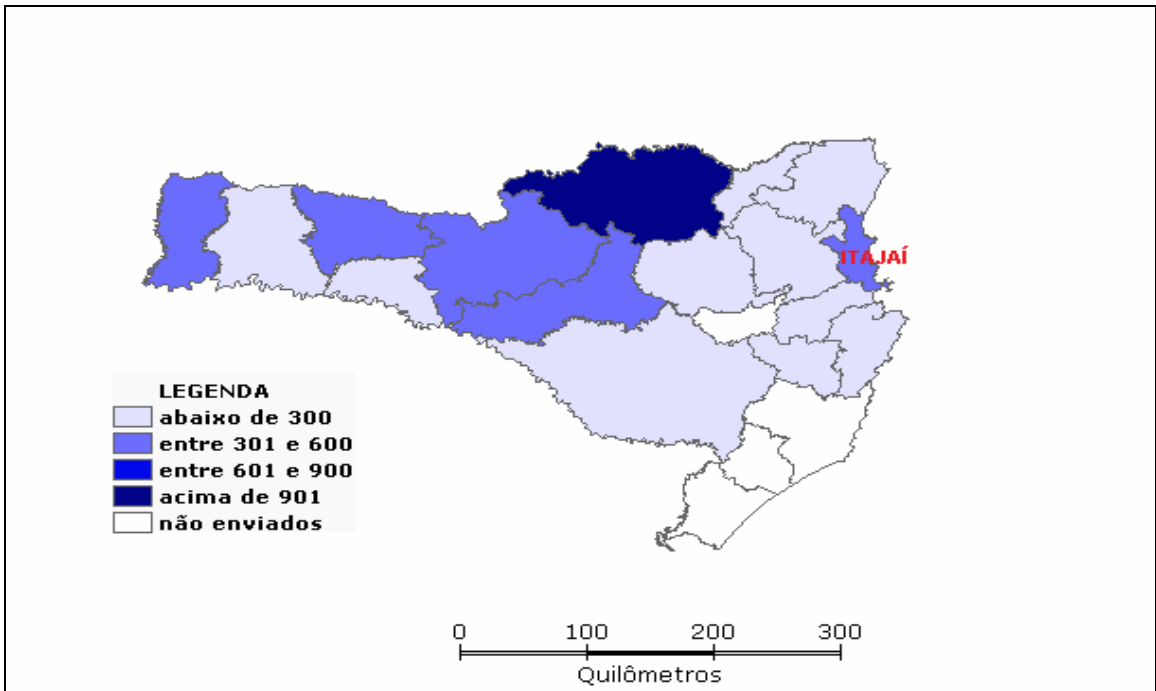 ITAJAÍ
LEGENDA
abaixo de 300
entre 301 e 600
entre 601 e 900
acima de 901
não enviados
0 100 200 300
Quilômetros